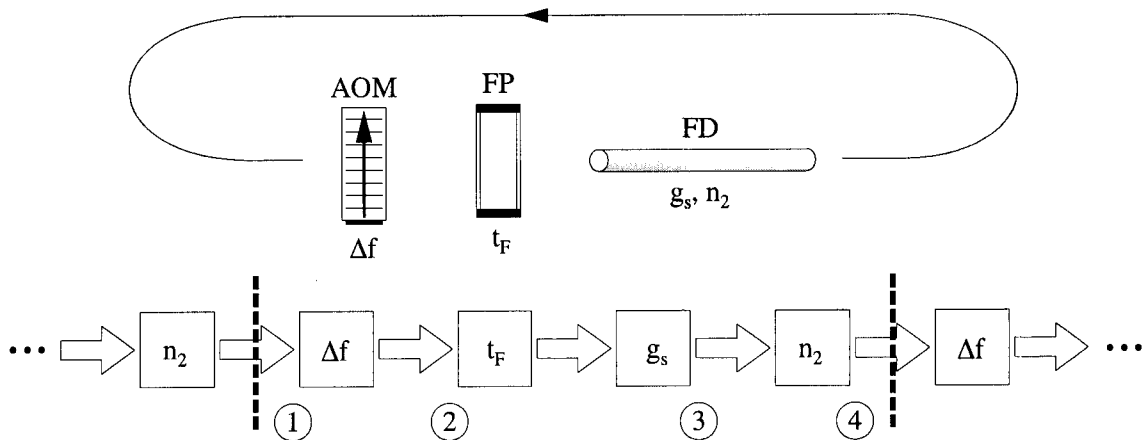 AOM
FP
FD
Δf
t_F
g_s, n_2
••• n_2 Δf t_F g_s n_2 Δf •••
① ② ③ ④